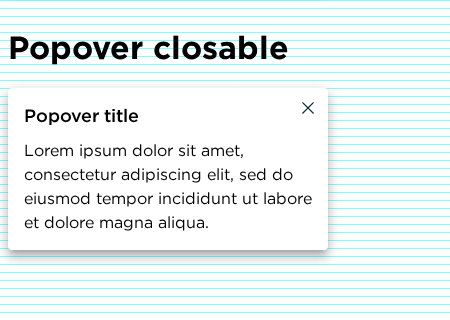 Popover closable
Popover title
Lorem ipsum dolor sit amet,
consectetur adipiscing elit, sed do
eiusmod tempor incididunt ut labore
et dolore magna aliqua.